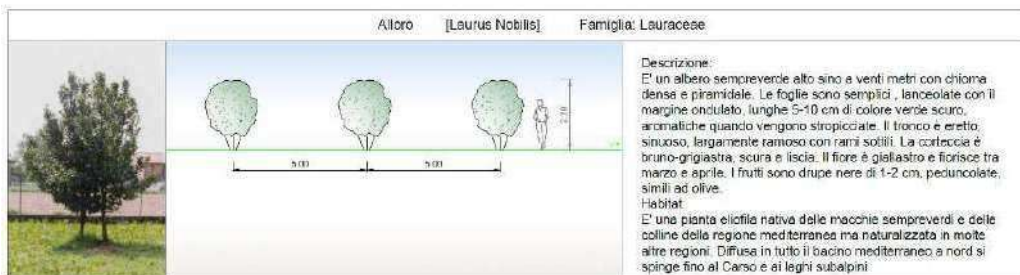 Alloro [Laurus Nobilis] Famiglia: Lauraceae
Descrizione:
E' un albero sempreverde alto sino a venti metri con chioma
densa e piramidale. Le foglie sono semplici , lanceolate con il
margine ondulato, lunghe 5-10 cm di colore verde scuro,
aromatiche quando vengono stropicciate. Il tronco è eretto,
sinuoso, largamente ramoso con rami sottili. La corteccia è
bruno-grigiastra, scura e liscia. Il fiore è giallastro e fiorisce tra
marzo e aprile. I frutti sono drupe nere di 1-2 cm, peduncolate,
simili ad olive.
Habitat
E' una pianta eliofila nativa delle macchie sempreverdi e delle
colline della regione mediterranea ma naturalizzata in molte
altre regioni. Diffusa in tutto il bacino mediterraneo a nord si
spinge fino al Carso e ai laghi subalpini
5.00 5.00